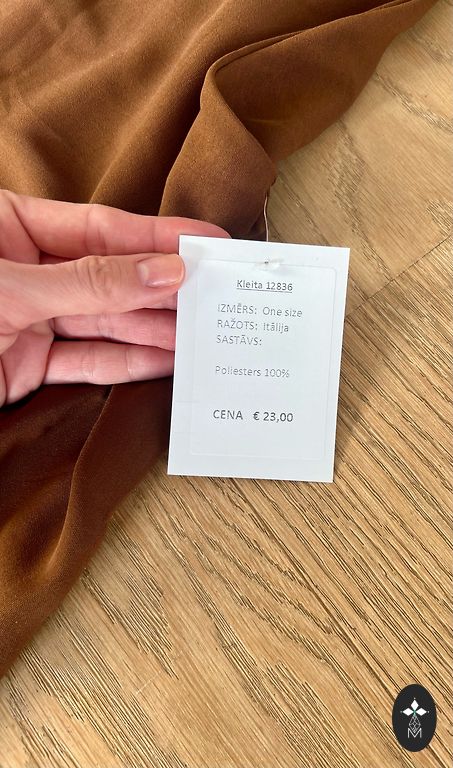 Kleita 12836
IZMĒRS: One size
RAŽOTS: Itālija
SASTĀVS:
Poliesters 100%
CENA € 23,00
M